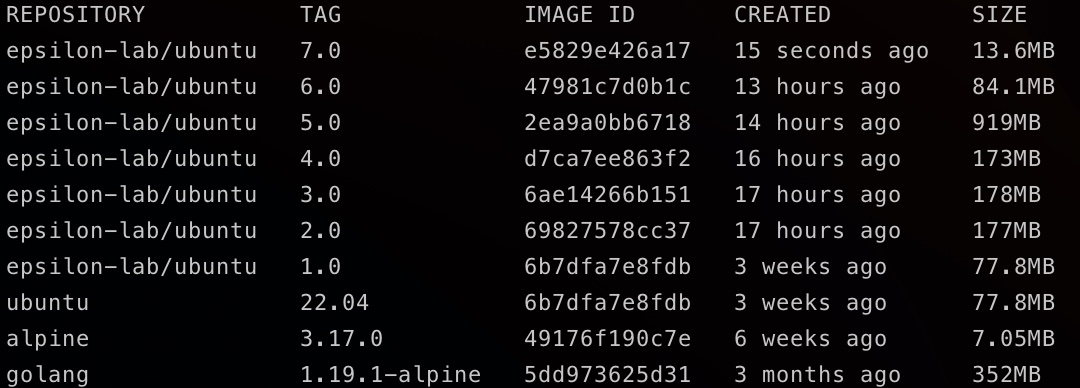 REPOSITORY TAG IMAGE ID CREATED SIZE
epsilon-lab/ubuntu 7.0 e5829e426a17 15 seconds ago 13.6MB
epsilon-lab/ubuntu 6.0 47981c7d0b1c 13 hours ago 84.1MB
epsilon-lab/ubuntu 5.0 2ea9a0bb6718 14 hours ago 919MB
epsilon-lab/ubuntu 4.0 d7ca7ee863f2 16 hours ago 173MB
epsilon-lab/ubuntu 3.0 6ae14266b151 17 hours ago 178MB
epsilon-lab/ubuntu 2.0 69827578cc37 17 hours ago 177MB
epsilon-lab/ubuntu 1.0 6b7dfa7e8fdb 3 weeks ago 77.8MB
ubuntu 22.04 6b7dfa7e8fdb 3 weeks ago 77.8MB
alpine 3.17.0 49176f190c7e 6 weeks ago 7.05MB
golang 1.19.1-alpine 5dd973625d31 3 months ago 352MB